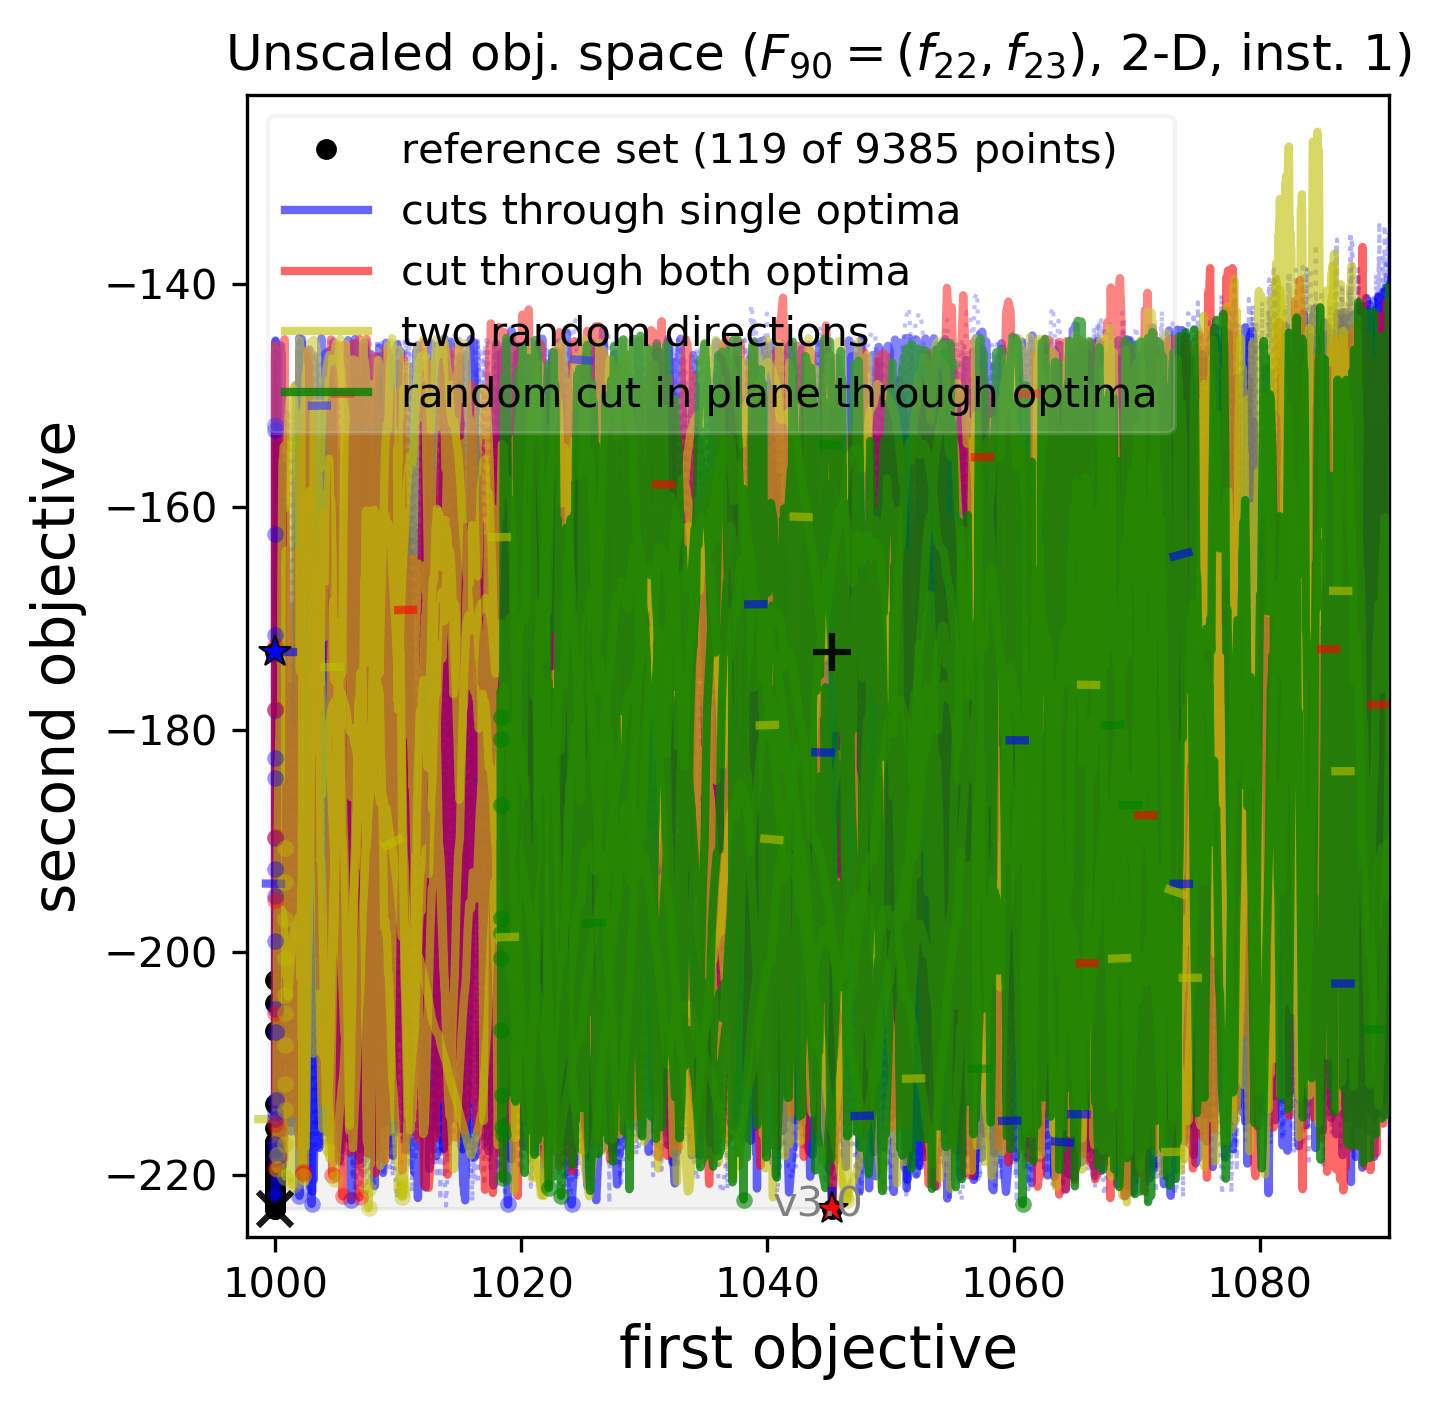 Unscaled obj. space (F90 = (f22, f23), 2-D, inst. 1)
reference set (119 of 9385 points)
cuts through single optima
cut through both optima
two random directions
random cut in plane through optima
second objective
−140
−160
−180
−200
−220
v3.0
1000 1020 1040 1060 1080
first objective